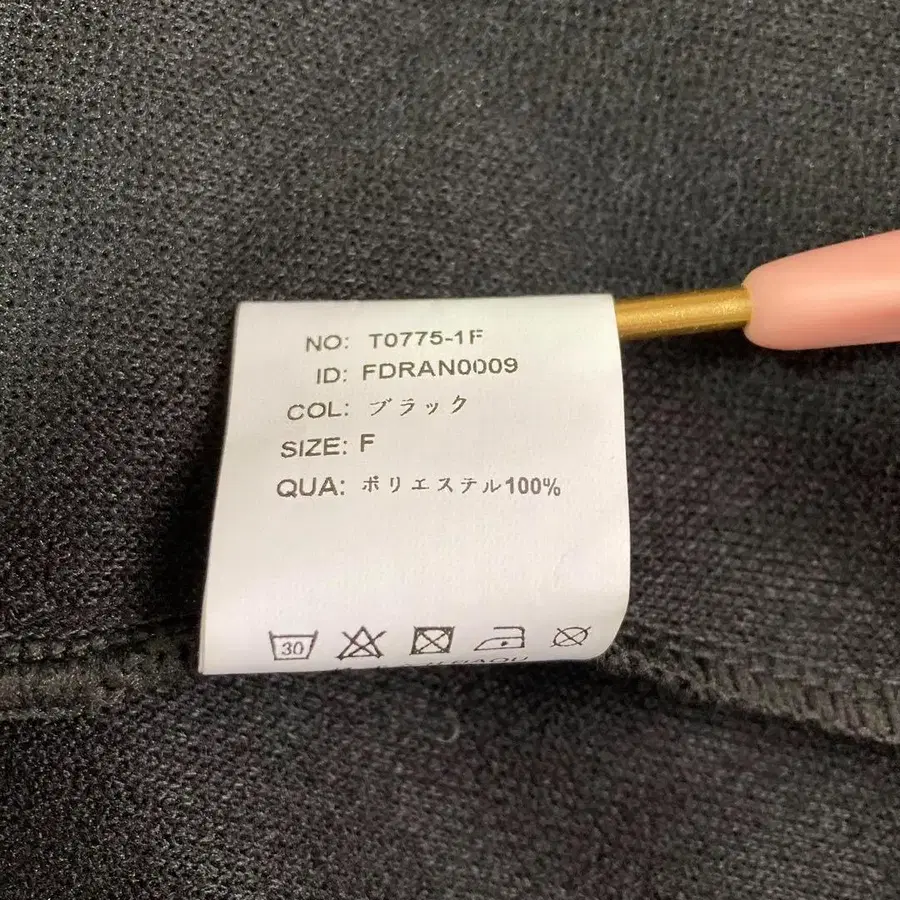 NO: T0775-1F
ID: FDRAN0009
COL: ブラック
SIZE: F
QUA: ポリエステル100%
30